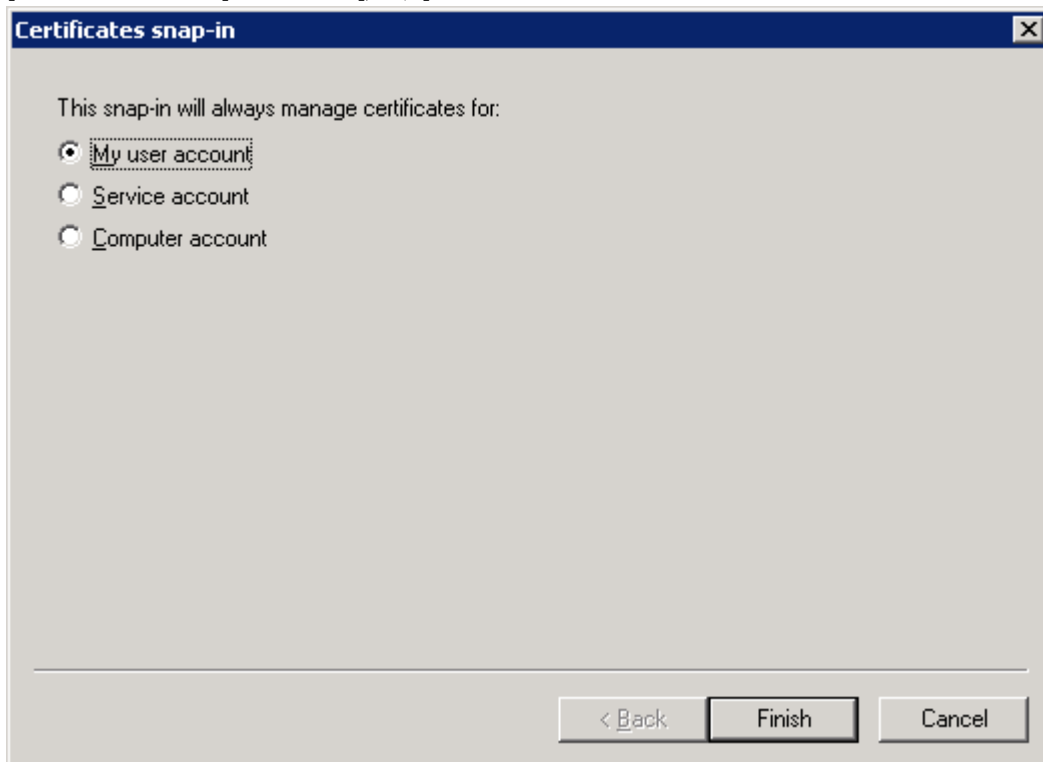 Certificates snap-in
This snap-in will always manage certificates for:
My user account
Service account
Computer account
< Back
Finish
Cancel